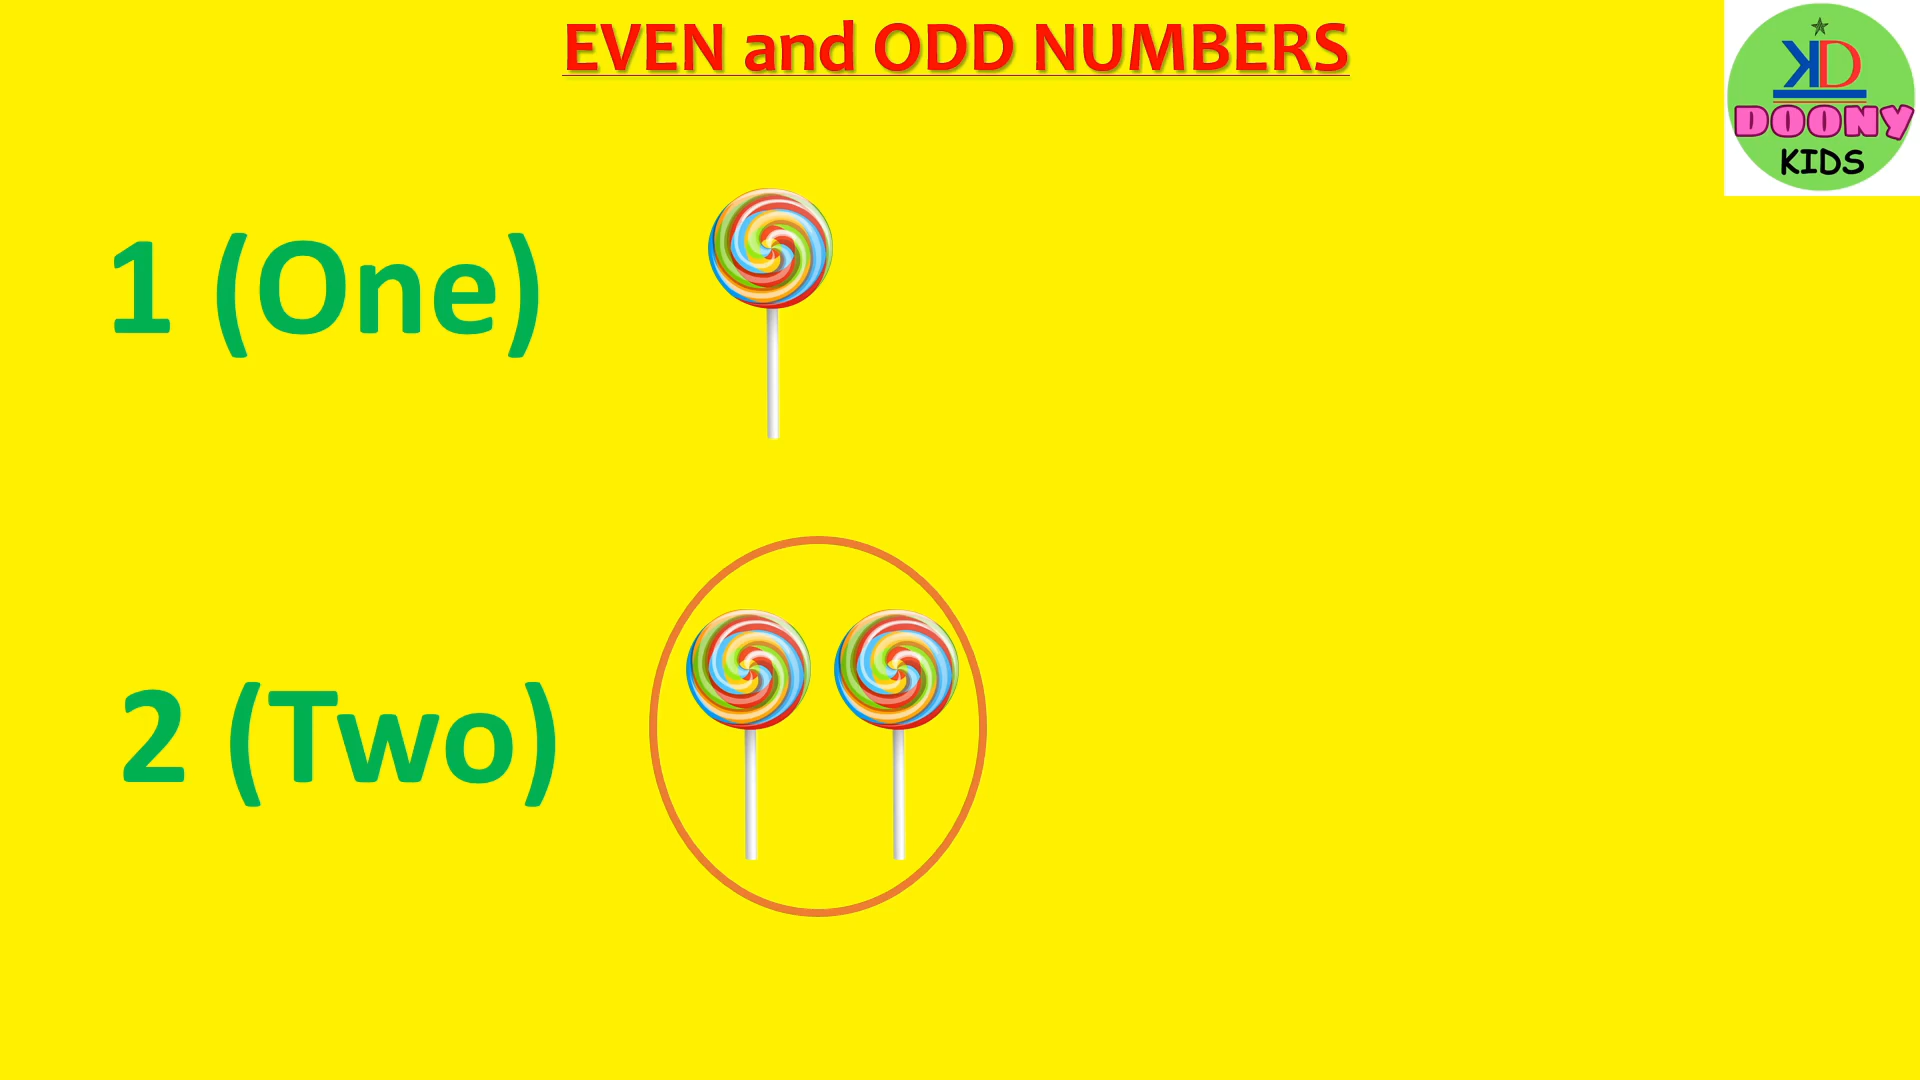 EVEN and ODD NUMBERS
KD
DOONY
KIDS
1 (One)
2 (Two)